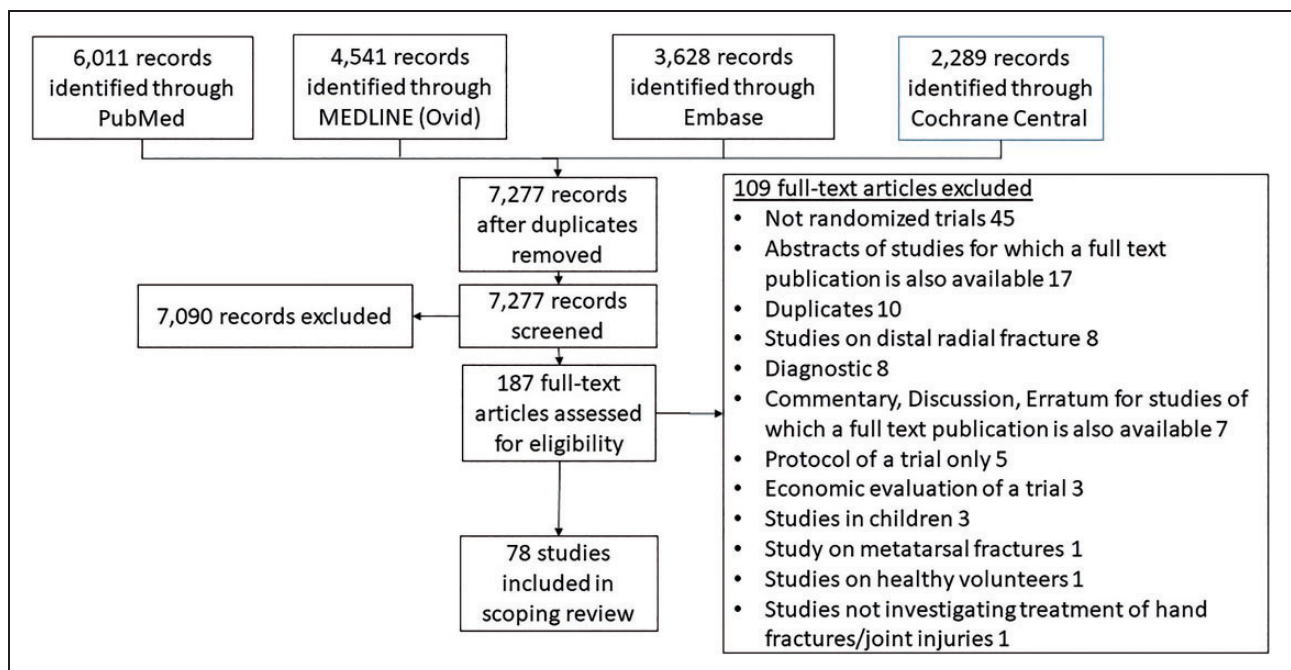 6,011 records
identified through
PubMed
4,541 records
identified through
MEDLINE (Ovid)
3,628 records
identified through
Embase
2,289 records
identified through
Cochrane Central
7,277 records
after duplicates
removed
7,090 records excluded
7,277 records
screened
187 full-text
articles assessed
for eligibility
78 studies
included in
scoping review
109 full-text articles excluded
• Not randomized trials 45
• Abstracts of studies for which a full text
publication is also available 17
• Duplicates 10
• Studies on distal radial fracture 8
• Diagnostic 8
• Commentary, Discussion, Erratum for studies of
which a full text publication is also available 7
• Protocol of a trial only 5
• Economic evaluation of a trial 3
• Studies in children 3
• Study on metatarsal fractures 1
• Studies on healthy volunteers 1
• Studies not investigating treatment of hand
fractures/joint injuries 1